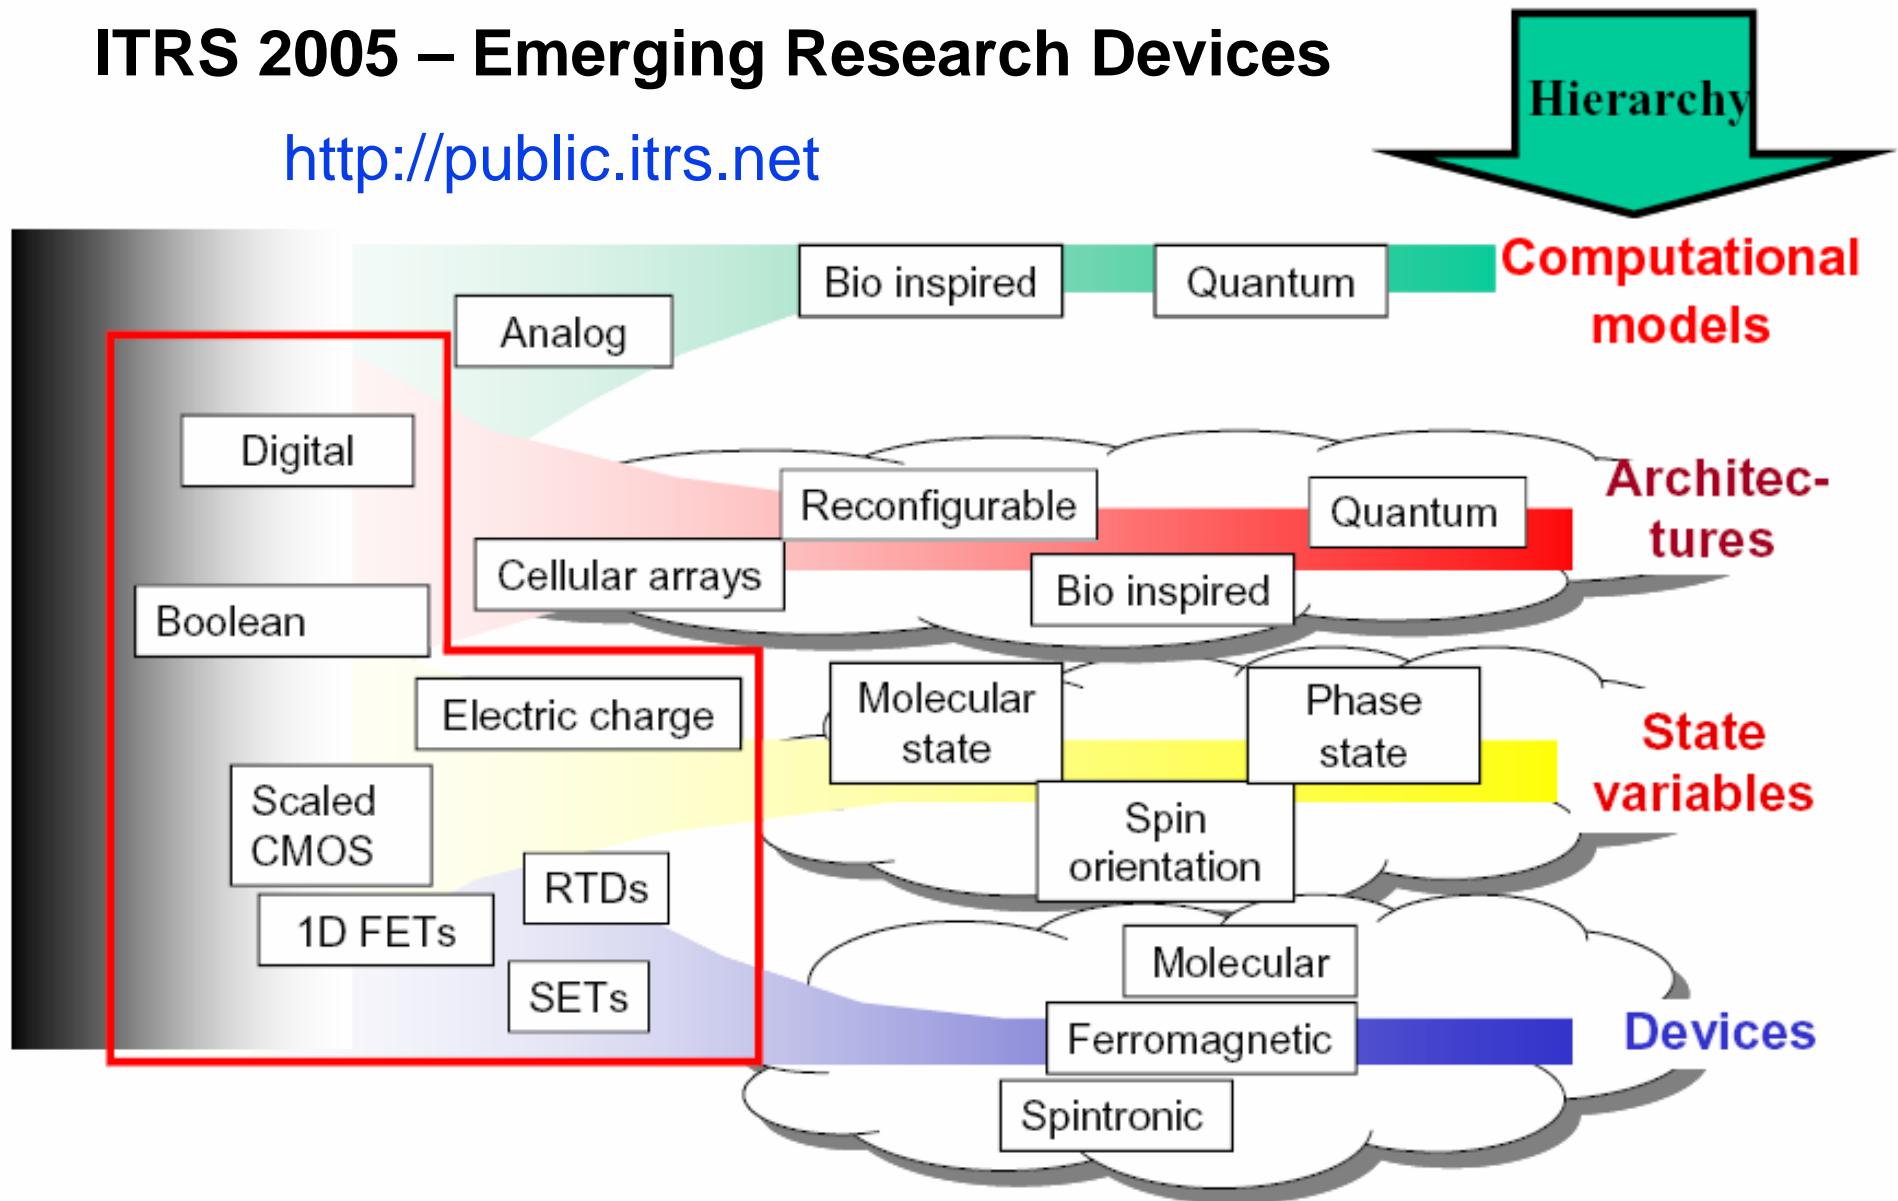 ITRS 2005 – Emerging Research Devices
Hierarchy
http://public.itrs.net
Computational
models
Bio inspired
Quantum
Analog
Digital
Architec-
tures
Reconfigurable
Quantum
Cellular arrays
Bio inspired
Boolean
State
variables
Electric charge
Molecular
state
Phase
state
Scaled
CMOS
Spin
orientation
RTDs
1D FETs
SETs
Molecular
Ferromagnetic
Devices
Spintronic